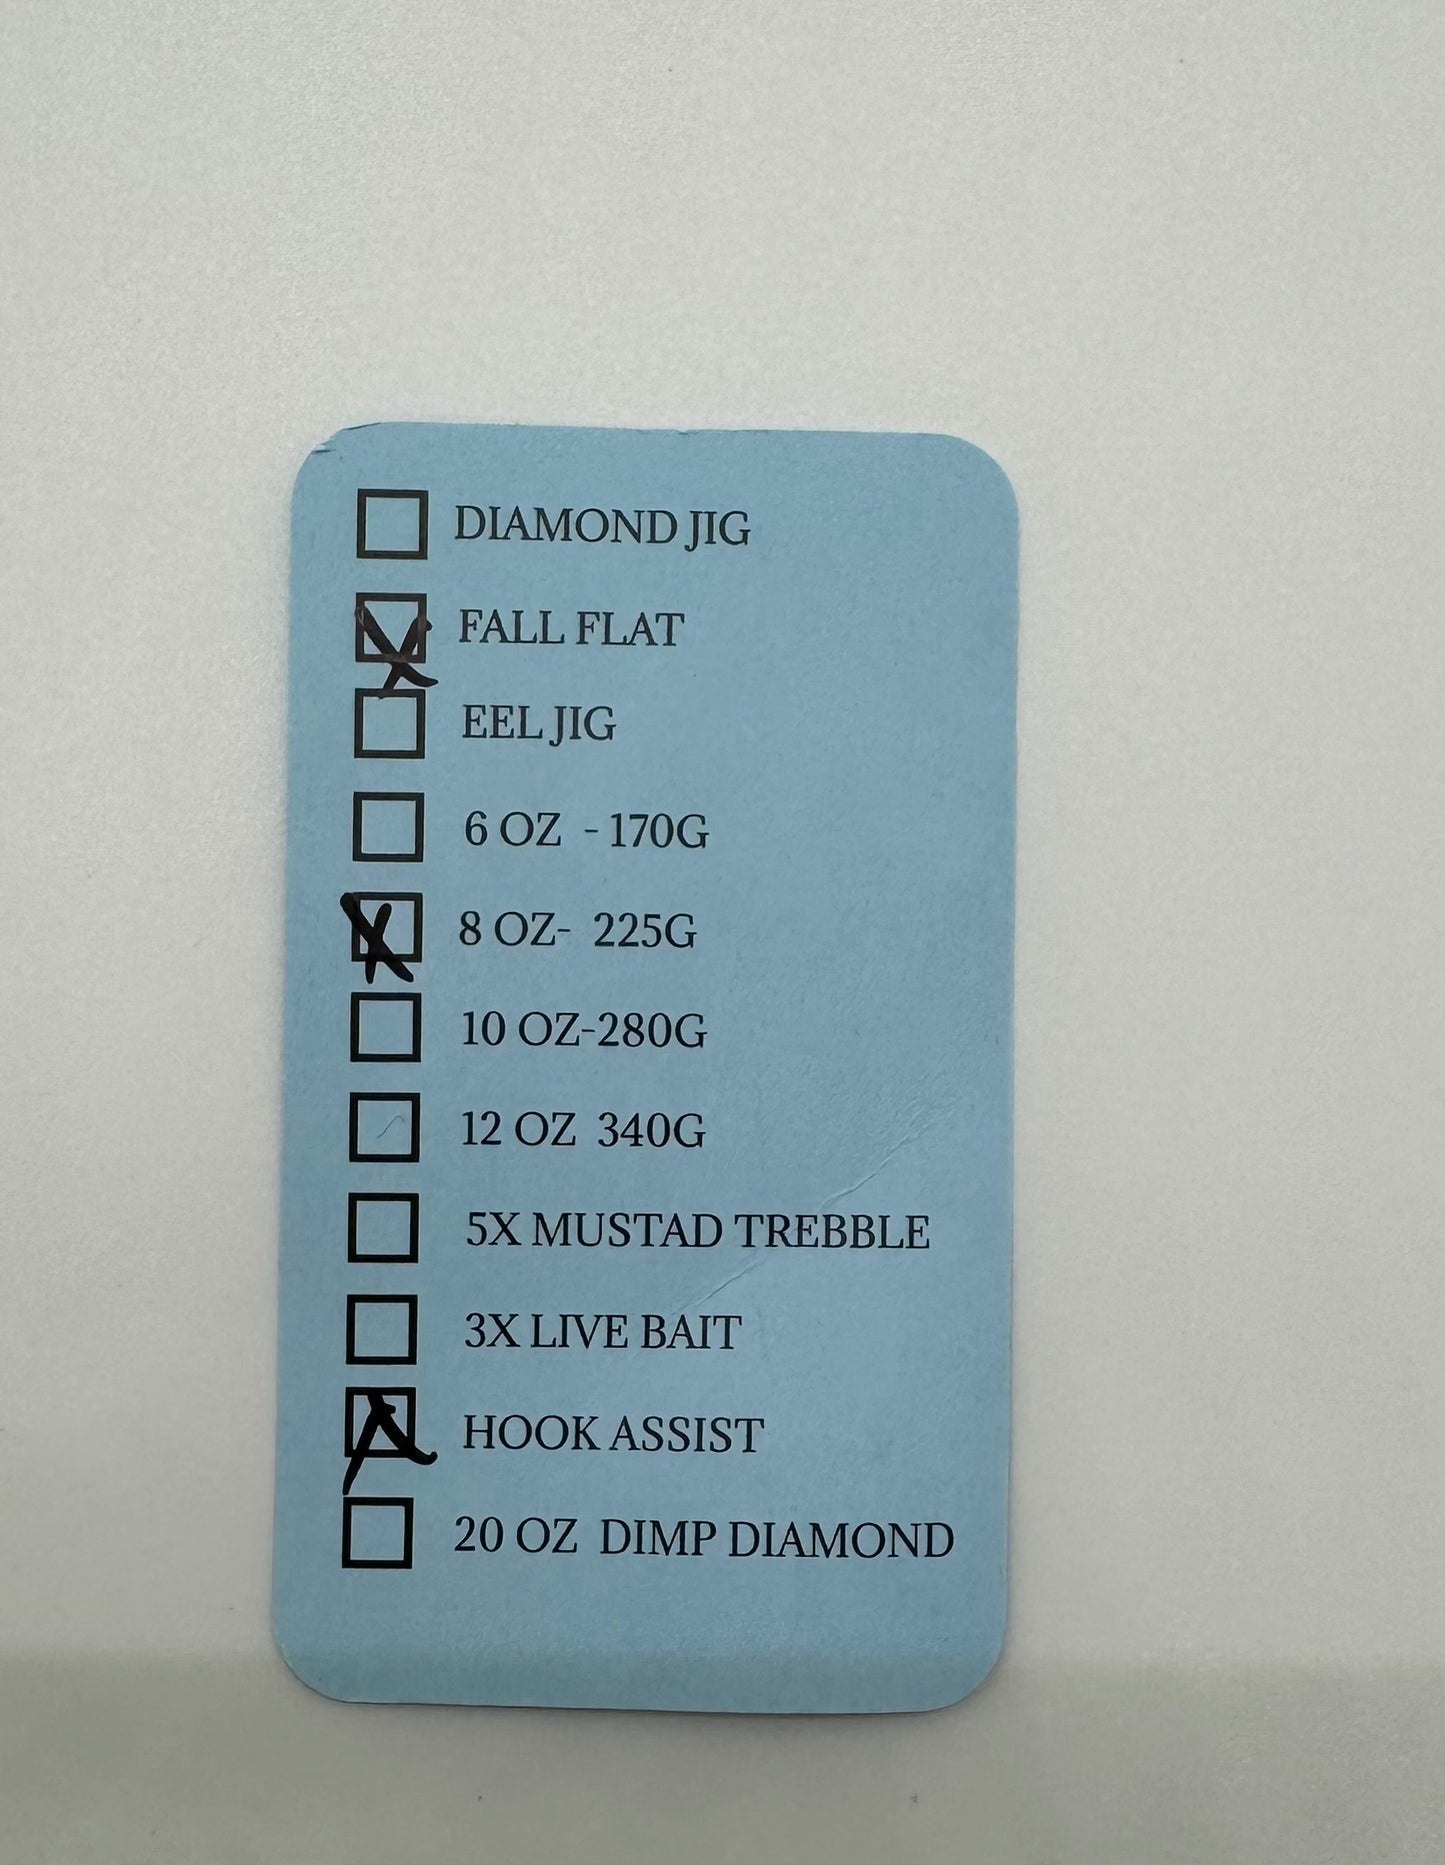 DIAMOND JIG
FALL FLAT
EEL JIG
6 OZ - 170G
8 OZ- 225G
10 OZ-280G
12 OZ 340G
5X MUSTAD TREBBLE
3X LIVE BAIT
HOOK ASSIST
20 OZ DIMP DIAMOND